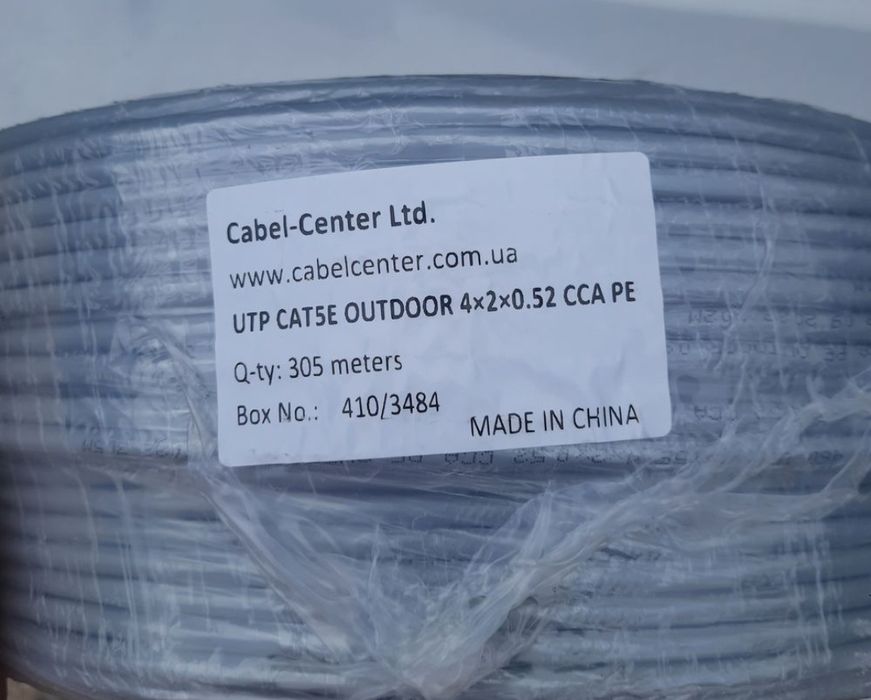 Cabel-Center Ltd.
www.cabelcenter.com.ua
UTP CAT5E OUTDOOR 4×2×0.52 CCA PE
Q-ty: 305 meters
Box No.: 410/3484
MADE IN CHINA